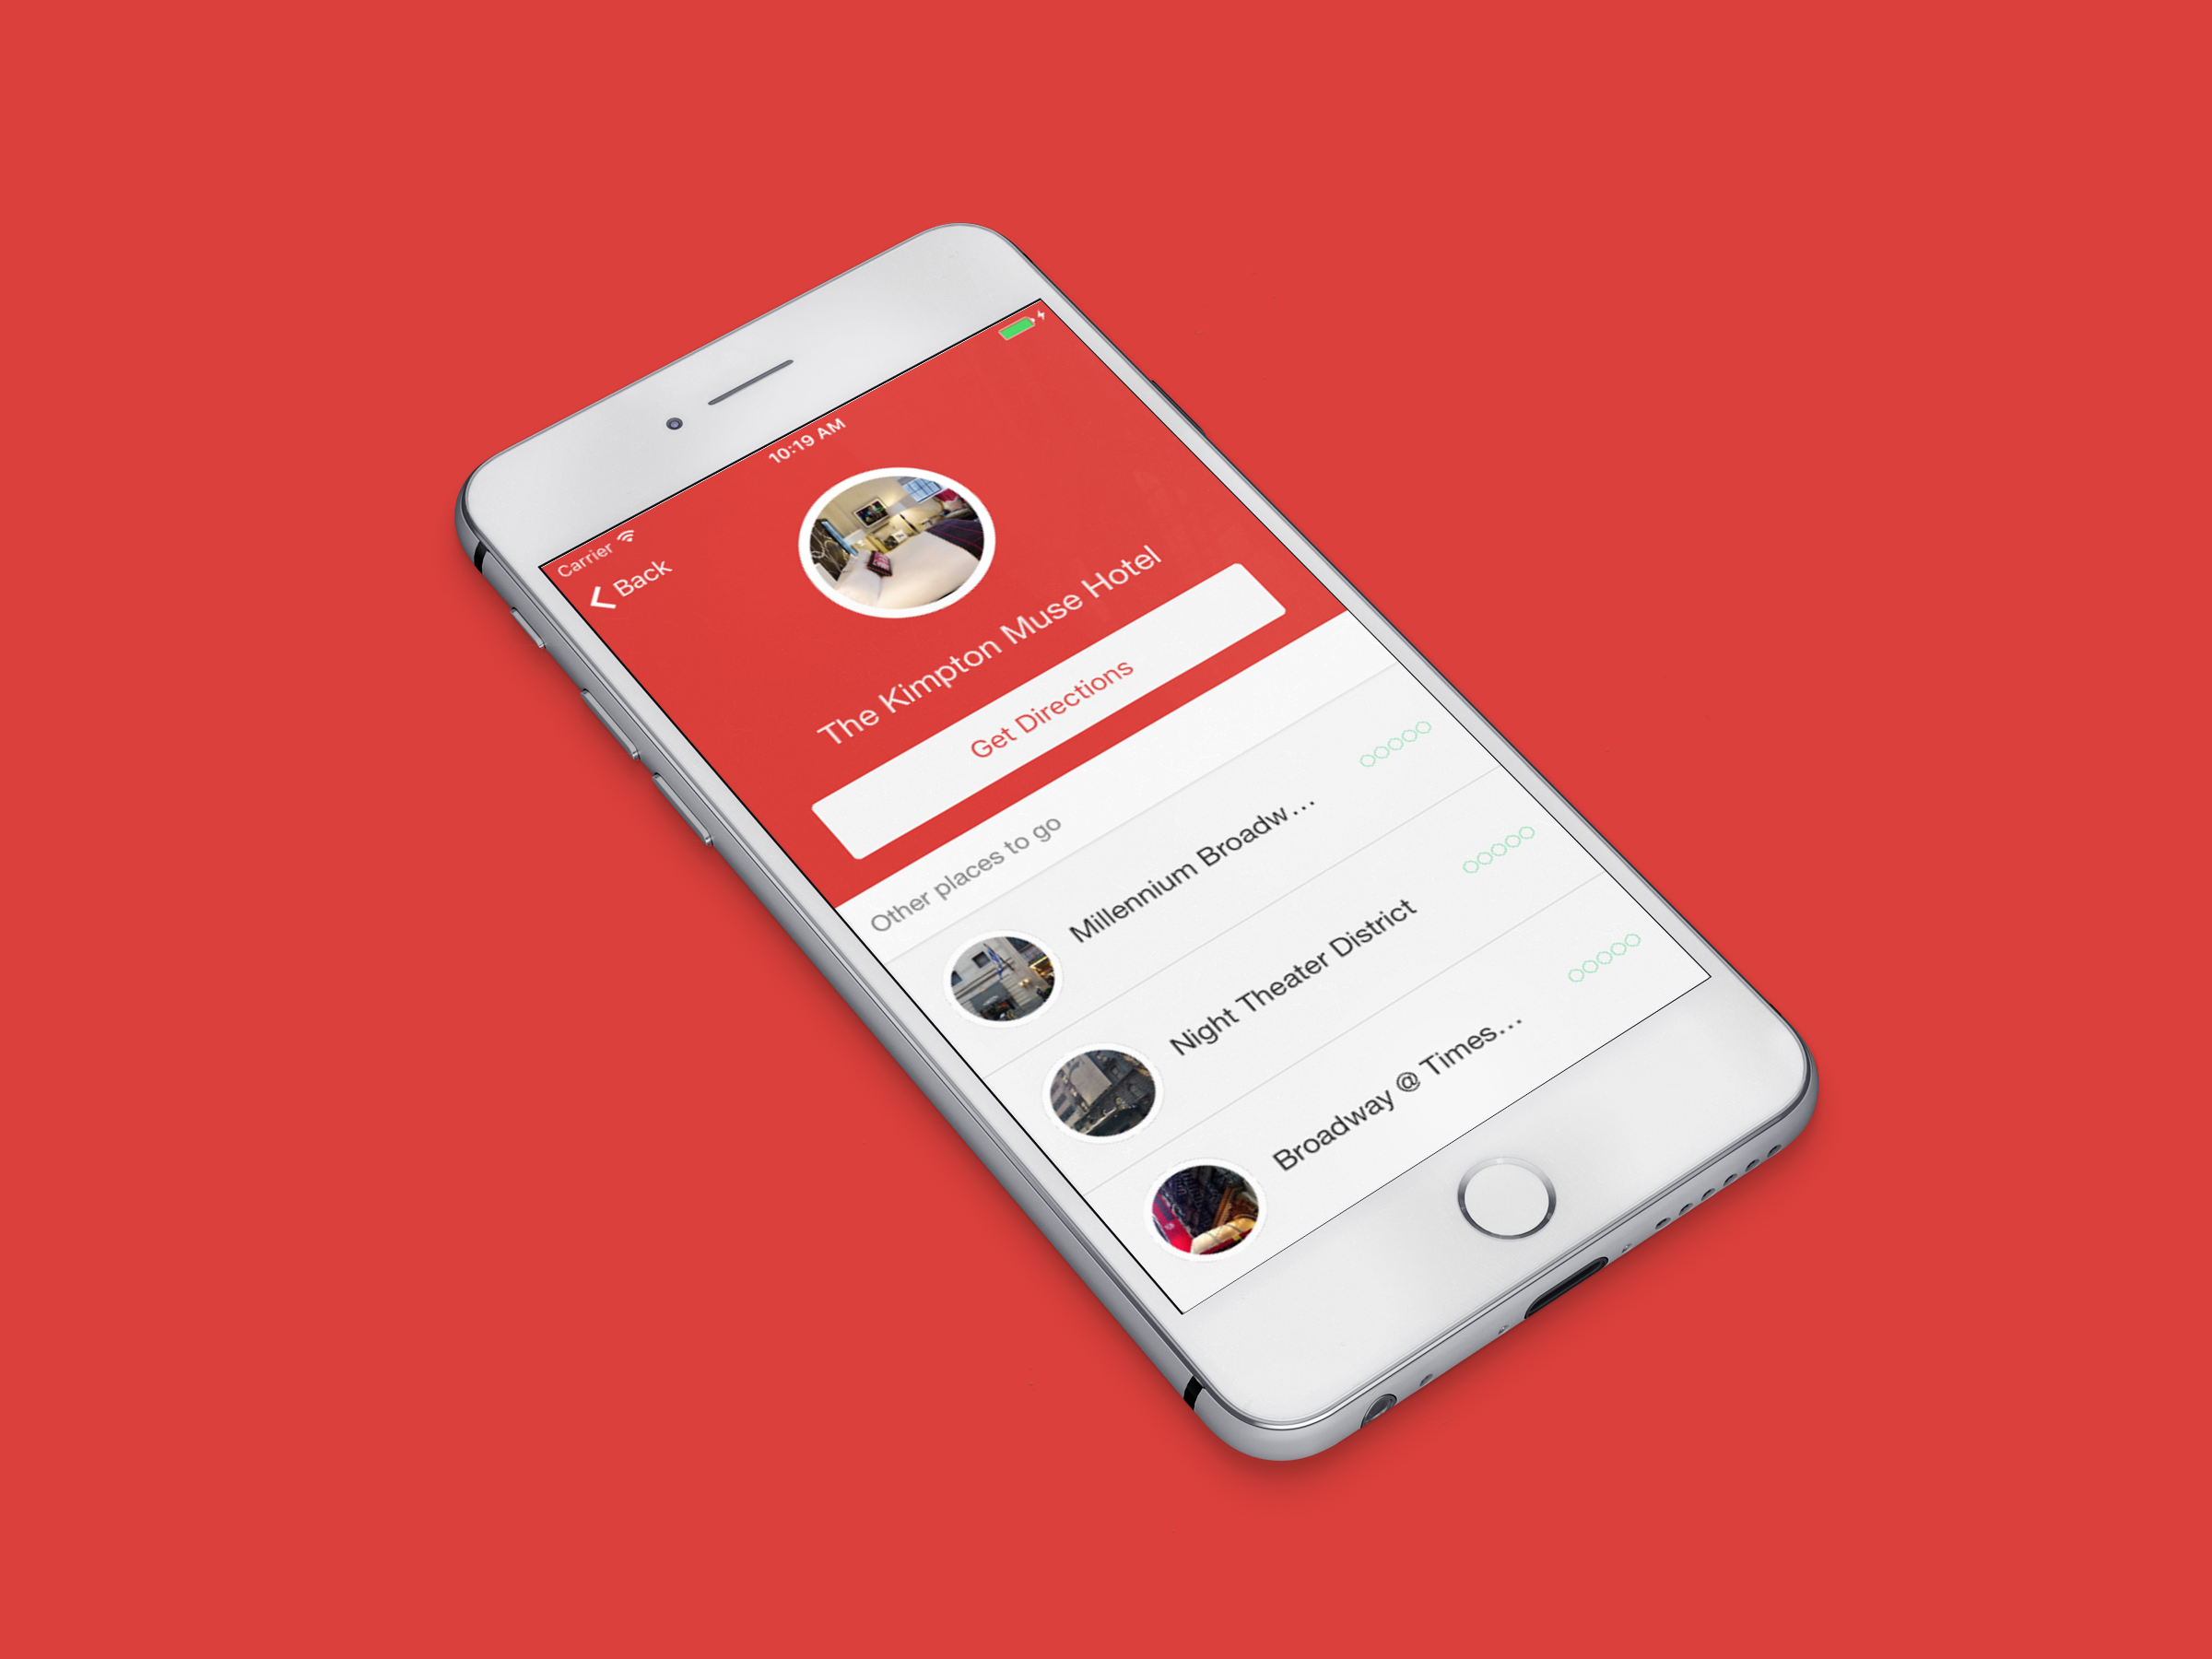 Carrier
10:19 AM
Back
The Kimpton Muse Hotel
Get Directions
Other places to go
Millennium Broadw...
Night Theater District
Broadway @ Times...